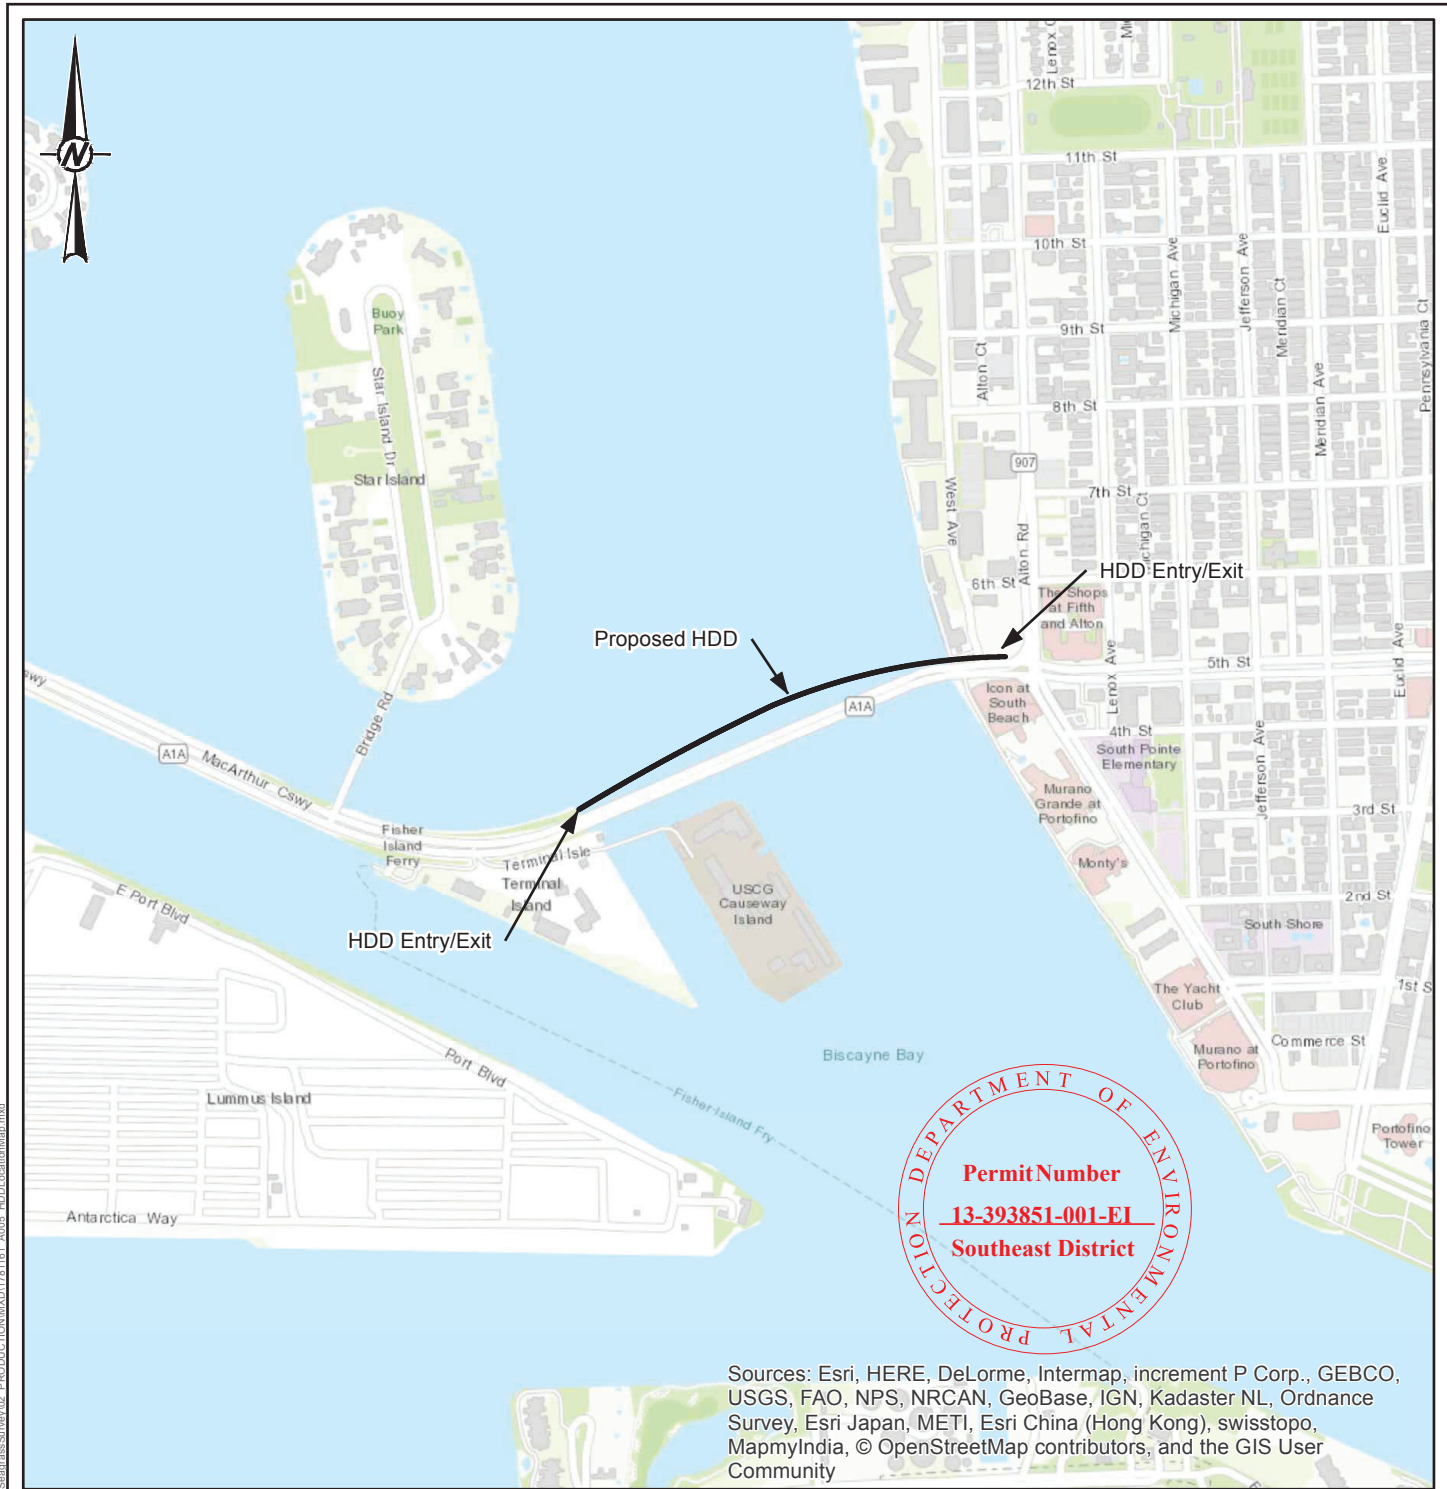 N
Lenox C
12th St
11th St
Euclid Ave
10th St
Michigan Ave
Jefferson Ave
Meridian Ct
9th St
Alton Ct
Pennsylvania Ct
8th St
Meridian Ave
907
7th St
West Ave
Alton Rd
6th St
HDD Entry/Exit
The Shops
at Fifth
and Alton
Buoy
Park
Star Island Dr
Star Island
Proposed HDD
5th St
Lenox Ave
Euclid Ave
Icon at
South
Beach
A1A
4th St
South Pointe
Elementary
Jefferson Ave
Bridge Rd
A1A
MacArthur Cswy
Murano
Grande at
Portofino
3rd St
Fisher
Island
Ferry
Terminal Isle
Terminal
Island
Monty's
USCG
Causeway
Island
2nd St
E Port Blvd
South Shore
HDD Entry/Exit
The Yacht
Club
1st S
Commerce St
Murano at
Portofino
Biscayne Bay
Port Blvd
Lummus Island
Fisher Island Fry
Portofino
Tower
Antarctica Way
DEPARTMENT OF ENVIRONMENTAL PROTECTION
Permit Number
13-393851-001-EI
Southeast District
Sources: Esri, HERE, DeLorme, Intermap, increment P Corp., GEBCO,
USGS, FAO, NPS, NRCAN, GeoBase, IGN, Kadaster NL, Ordnance
Survey, Esri Japan, METI, Esri China (Hong Kong), swisstopo,
MapmyIndia, © OpenStreetMap contributors, and the GIS User
Community